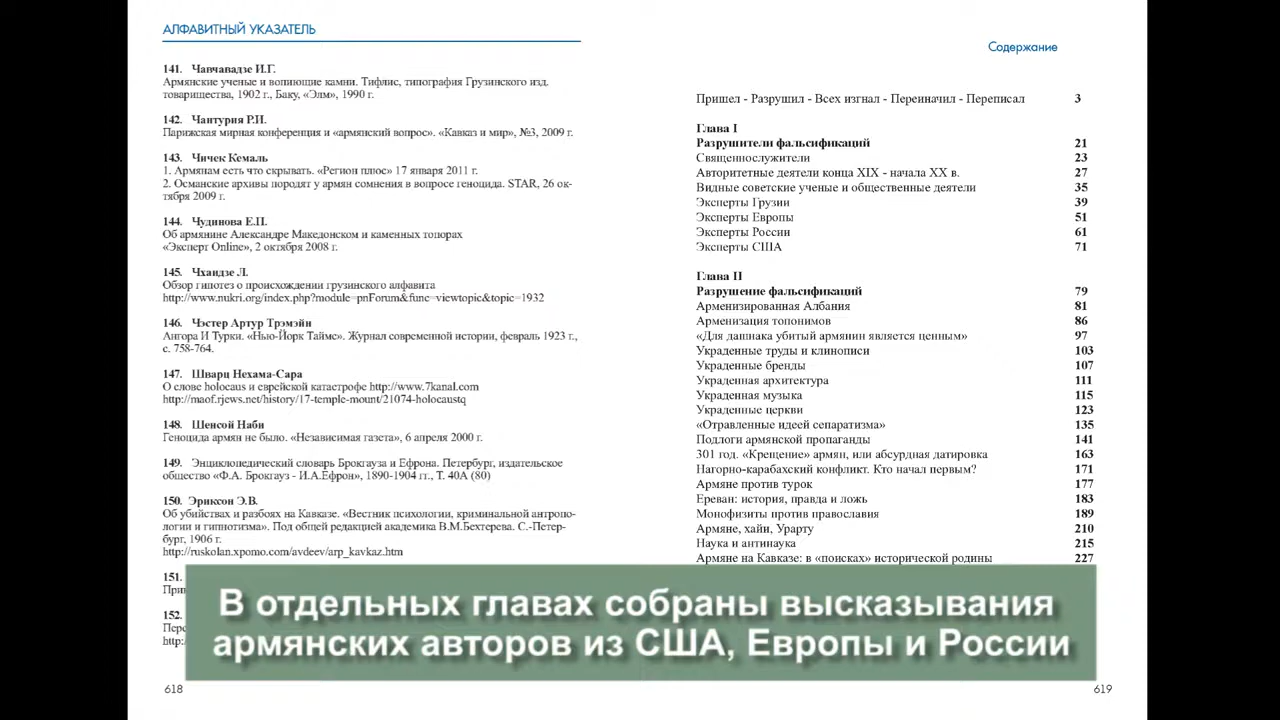 АЛФАВИТНЫЙ УКАЗАТЕЛЬ
141. Чавчавадзе И.Г.
Армянские ученые и вопиющие камни. Тифлис, типография Грузинского изд.
товарищества, 1902 г., Баку, «Элм», 1990 г.
142. Чантурия Р.И.
Парижская мирная конференция и «армянский вопрос». «Кавказ и мир», №3, 2009 г.
143. Чичек Кемаль
1. Армянам есть что скрывать. «Регион плюс» 17 января 2011 г.
2. Османские архивы породят у армян сомнения в вопросе геноцида. STAR, 26 ок-
тября 2009 г.
144. Чудинова Е.П.
Об армянине Александре Македонском и каменных топорах
«Эксперт Online», 2 октября 2008 г.
145. Чхаидзе Л.
Обзор гипотез о происхождении грузинского алфавита
http://www.nukri.org/index.php?module=pnForum&func=viewtopic&topic=1932
146. Чэстер Артур Трэмэйн
Ангора И Турки. «Нью-Йорк Таймс». Журнал современной истории, февраль 1923 г.,
с. 758-764.
147. Шварц Нехама-Сара
О слове holocaus и еврейской катастрофе http://www.7kanal.com
http://maof.rjews.net/history/17-temple-mount/21074-holocaustq
148. Шенсой Наби
Геноцида армян не было. «Независимая газета», 6 апреля 2000 г.
149. Энциклопедический словарь Брокгауза и Ефрона. Петербург, издательское
общество «Ф.А. Брокгауз - И.А.Ефрон», 1890-1904 гг., Т. 40А (80)
150. Эриксон Э.В.
Об убийствах и разбоях на Кавказе. «Вестник психологии, криминальной антропо-
логии и гипнотизма». Под общей редакцией академика В.М.Бехтерева. С.-Петер-
бург, 1906 г.
http://ruskolan.xpomo.com/avdeev/arp_kavkaz.htm
151.
152.
618
Содержание
Пришел - Разрушил - Всех изгнал - Переиначил - Переписал 3
Глава I
Разрушители фальсификаций 21
Священнослужители 23
Авторитетные деятели конца XIX - начала XX в. 27
Видные советские ученые и общественные деятели 35
Эксперты Грузии 39
Эксперты Европы 51
Эксперты России 61
Эксперты США 71
Глава II
Разрушение фальсификаций 79
Арменизированная Албания 81
Арменизация топонимов 86
«Для дашнака убитый армянин является ценным» 97
Украденные труды и клинописи 103
Украденные бренды 107
Украденная архитектура 111
Украденная музыка 115
Украденные церкви 123
«Отравленные идеей сепаратизма» 135
Подлоги армянской пропаганды 141
301 год. «Крещение» армян, или абсурдная датировка 163
Нагорно-карабахский конфликт. Кто начал первым? 171
Армяне против турок 177
Ереван: история, правда и ложь 183
Монофизиты против православия 189
Армяне, хайи, Урарту 210
Наука и антинаука 215
Армяне на Кавказе: в «поисках» исторической родины 227
619
В отдельных главах собраны высказывания
армянских авторов из США, Европы и России